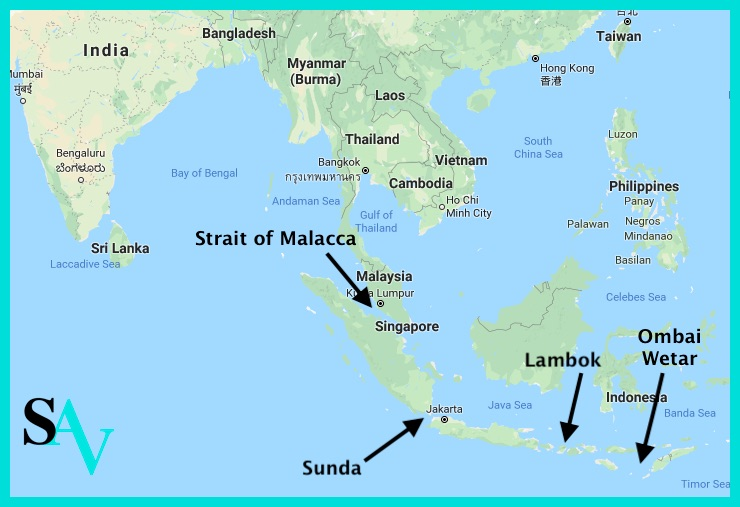 台北
Taiwan
Bangladesh
India
Myanmar
(Burma)
Hong Kong
香港
Mumbai
मुंबई
Laos
Luzon
Thailand
South
China Sea
Bengaluru
ಬೆಂಗಳೂರು
Bangkok
กรุงเทพมหานคร
Vietnam
Bay of Bengal
Cambodia
Philippines
Andaman Sea
Ho Chi
Minh City
Panay
Gulf of
Thailand
Palawan
Negros
Mindanao
Strait of Malacca
Sri Lanka
Laccadive Sea
Basilan
Malaysia
Kuala Lumpur
Celebes Sea
Singapore
Ombai
Wetar
Lambok
Indonesia
Jakarta
Java Sea
Banda Sea
SAV
Sunda
Timor Sea